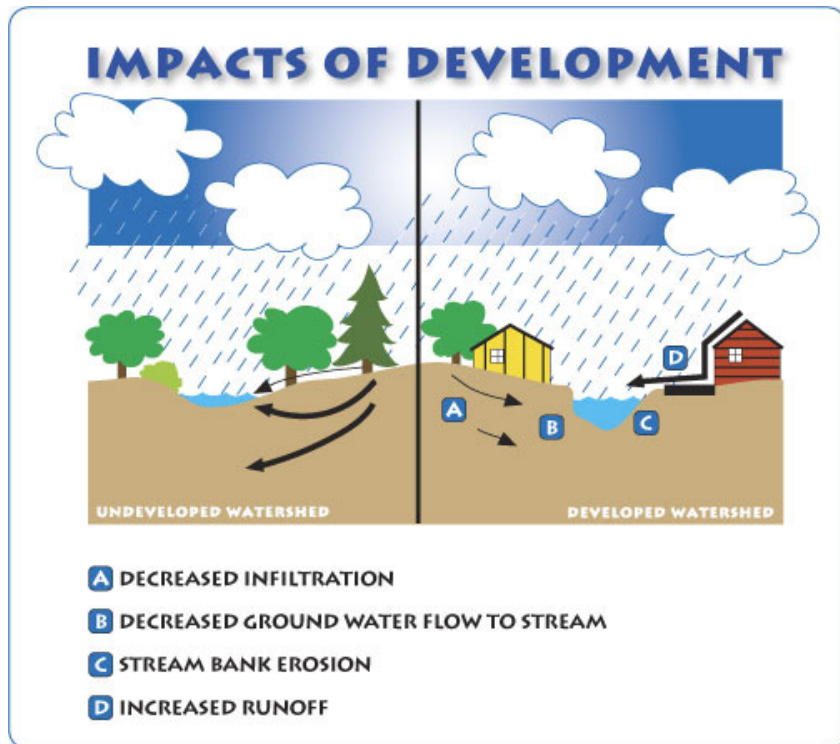 IMPACTS OF DEVELOPMENT
D
A
B
C
UNDEVELOPED WATERSHED
DEVELOPED WATERSHED
A DECREASED INFILTRATION
B DECREASED GROUND WATER FLOW TO STREAM
C STREAM BANK EROSION
D INCREASED RUNOFF